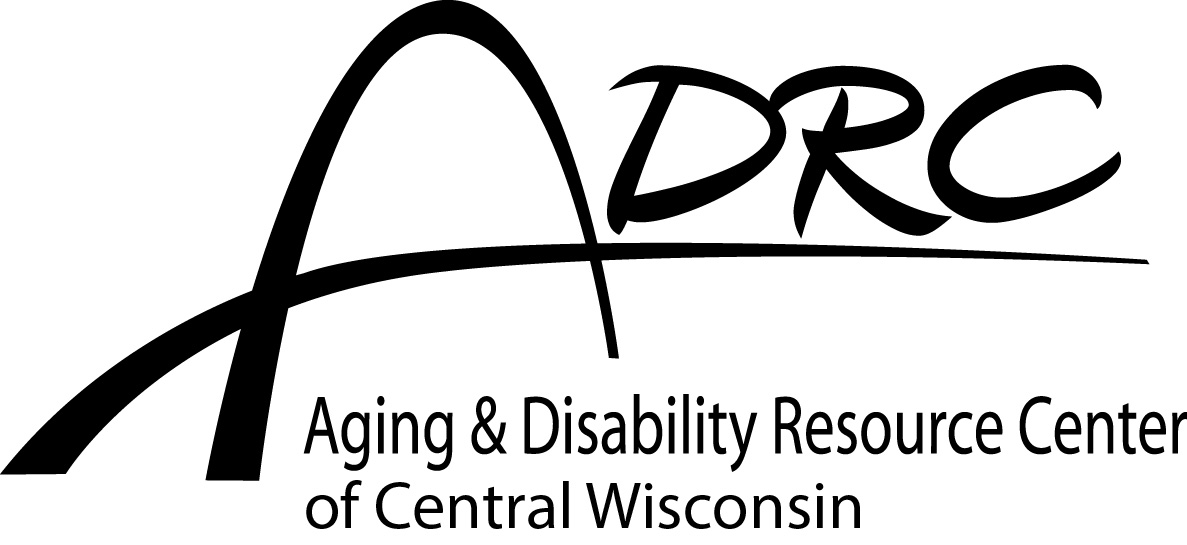 ADRC
Aging & Disability Resource Center
of Central Wisconsin